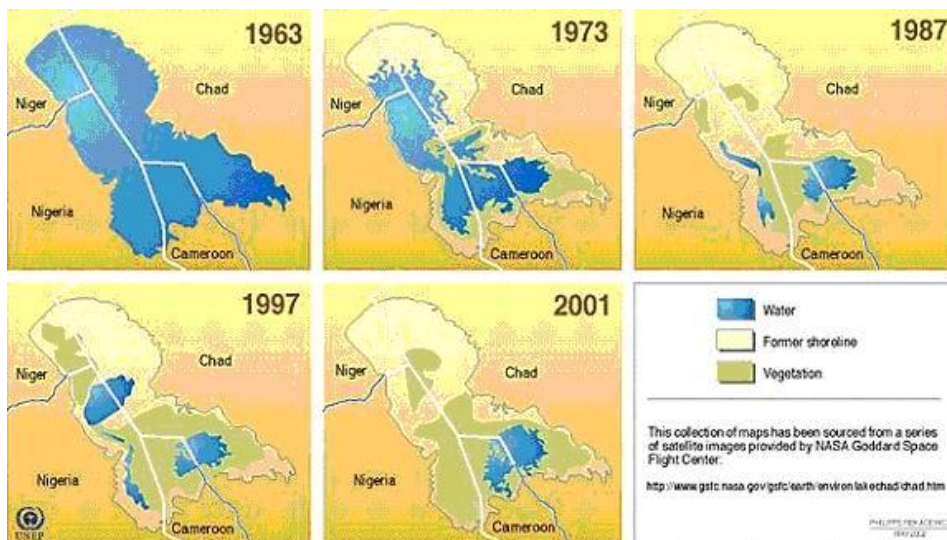 1963
Niger
Chad
Nigeria
Cameroon
1973
Niger
Chad
Nigeria
Cameroon
1987
Niger
Chad
Nigeria
Cameroon
1997
Niger
Chad
Nigeria
Cameroon
UNEP
2001
Niger
Chad
Nigeria
Cameroon
Water
Former shoreline
Vegetation
This collection of maps has been sourced from a series
of satellite images provided by NASA Goddard Space
Flight Center:
http://www.gsfc.nasa.gov/gsfc/earth/environ/lakechad/chad.htm